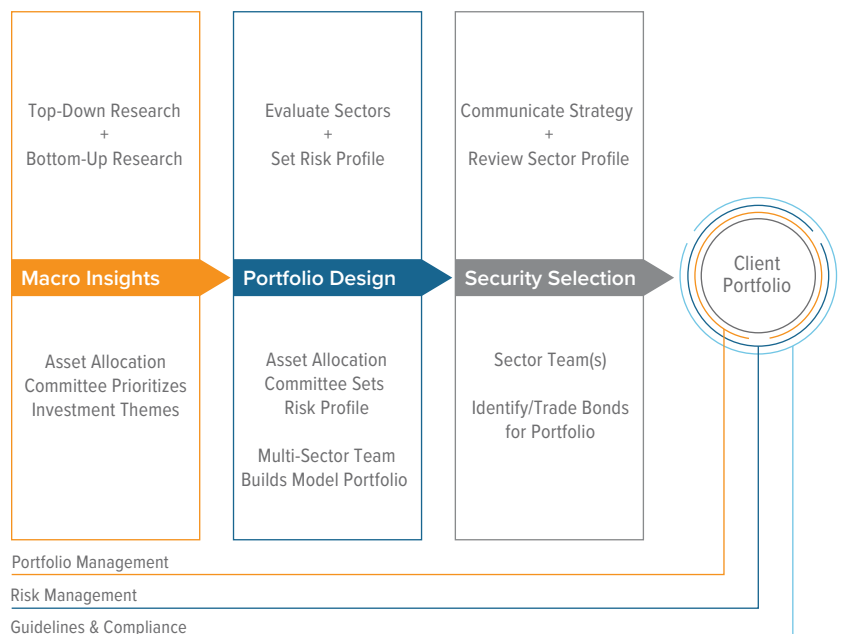 Top-Down Research
+
Bottom-Up Research
Macro Insights
Asset Allocation
Committee Prioritizes
Investment Themes
Evaluate Sectors
+
Set Risk Profile
Portfolio Design
Asset Allocation
Committee Sets
Risk Profile
Multi-Sector Team
Builds Model Portfolio
Communicate Strategy
+
Review Sector Profile
Security Selection
Sector Team(s)
Identify/Trade Bonds
for Portfolio
Client
Portfolio
Portfolio Management
Risk Management
Guidelines & Compliance